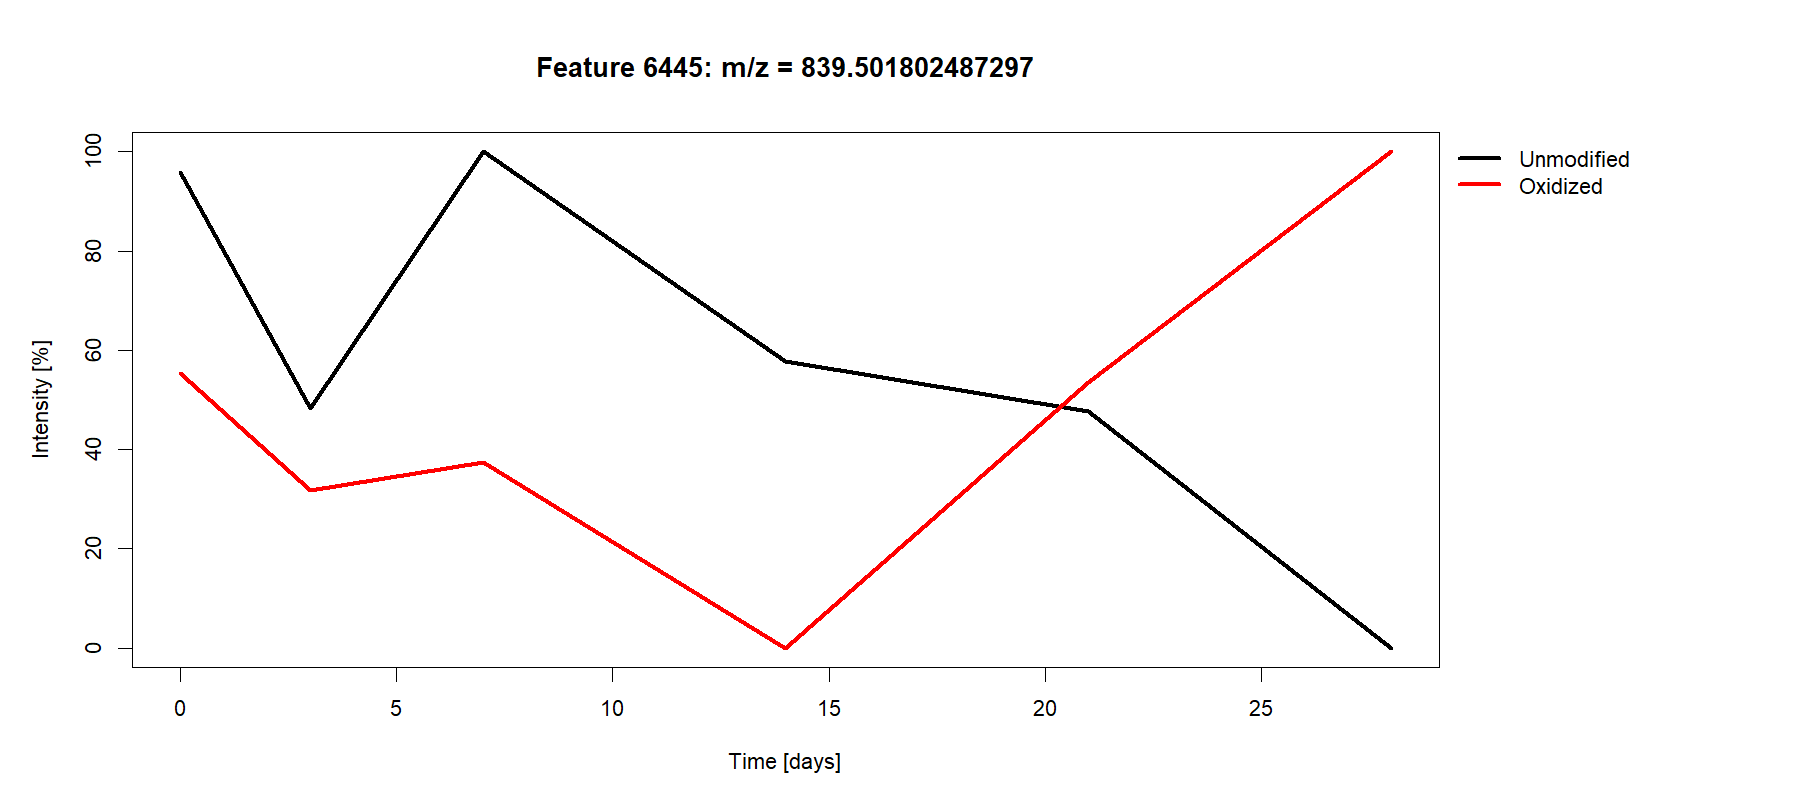 Feature 6445: m/z = 839.501802487297
Unmodified
Oxidized
Intensity [%]
100
80
60
40
20
0
0 5 10 15 20 25
Time [days]